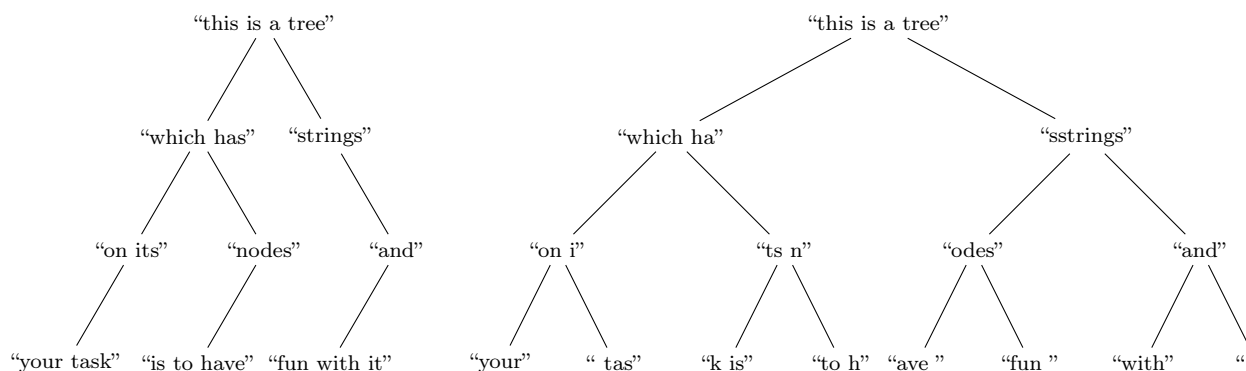 “this is a tree” “this is a tree”
“which has” “strings” “which ha” “sstrings”
“on its” “nodes” “and” “on i” “ts n” “odes” “and”
“your task” “is to have” “fun with it” “your” “ tas” “k is” “to h” “ave ” “fun ” “with” “